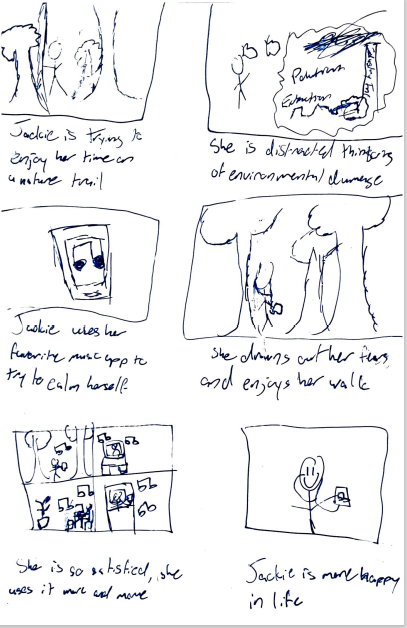 Jackie is trying to
enjoy her time on
a nature trail
Pollution
Extinction
She is distracted thinking
of environmental damage
Jackie uses her
favorite music app to
try to calm herself
She drowns out her fears
and enjoys her walk
She is so satisfied, she
uses it more and more
Jackie is more happy
in life